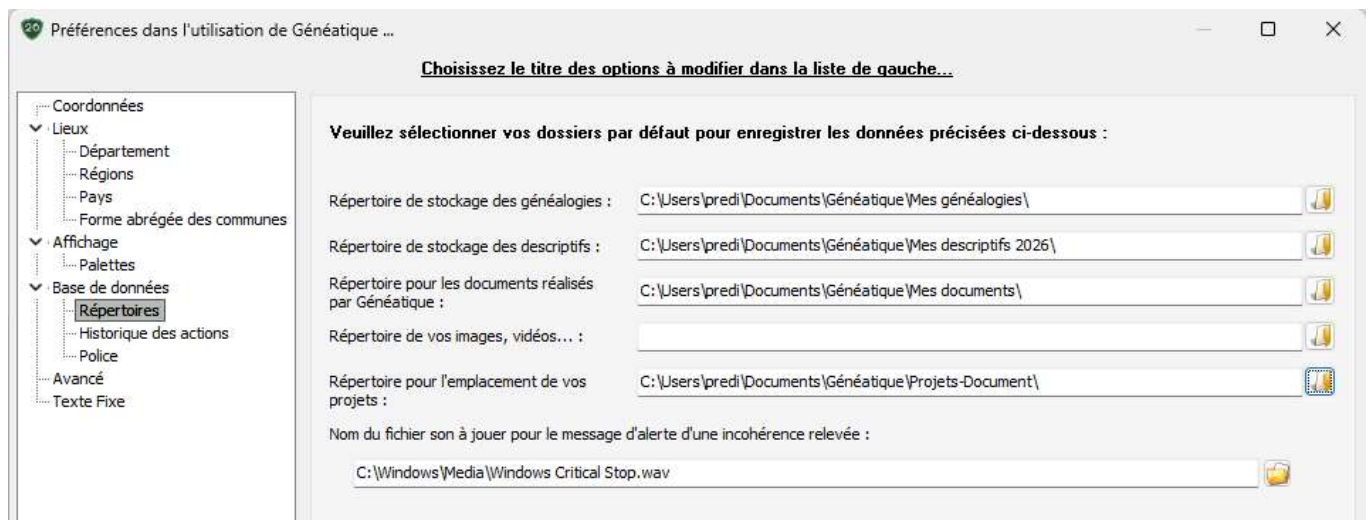 20 Préférences dans l'utilisation de Généatique ...
Choisissez le titre des options à modifier dans la liste de gauche...
Coordonnées
Lieux
Département
Régions
Pays
Forme abrégée des communes
Affichage
Palettes
Base de données
Répertoires
Historique des actions
Police
Avancé
Texte Fixe
Veuillez sélectionner vos dossiers par défaut pour enregistrer les données précisées ci-dessous :
Répertoire de stockage des généalogies : C:\Users\predi\Documents\Généatique\Mes généalogies\
Répertoire de stockage des descriptifs : C:\Users\predi\Documents\Généatique\Mes descriptifs 2026\
Répertoire pour les documents réalisés
par Généatique : C:\Users\predi\Documents\Généatique\Mes documents\
Répertoire de vos images, vidéos... :
Répertoire pour l'emplacement de vos
projets : C:\Users\predi\Documents\Généatique\Projets-Document\
Nom du fichier son à jouer pour le message d'alerte d'une incohérence relevée :
C:\Windows\Media\Windows Critical Stop.wav